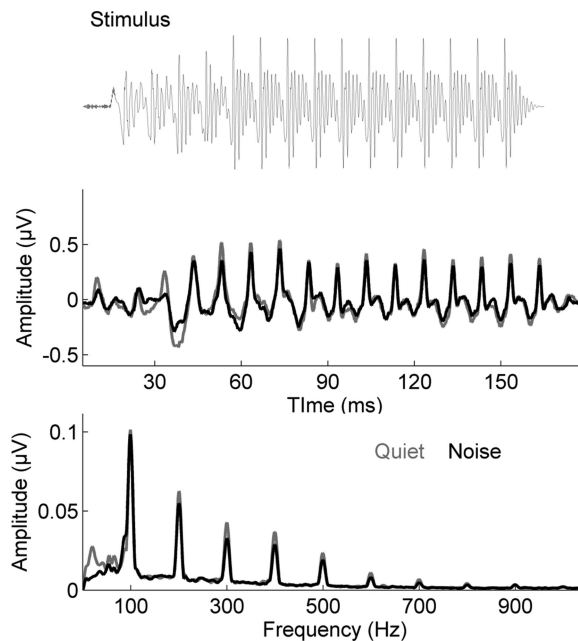 Stimulus
Amplitude (µV)
0.5
0
-0.5
30 60 90 120 150
TIme (ms)
Amplitude (µV)
0.1
0.05
0
Quiet Noise
100 300 500 700 900
Frequency (Hz)